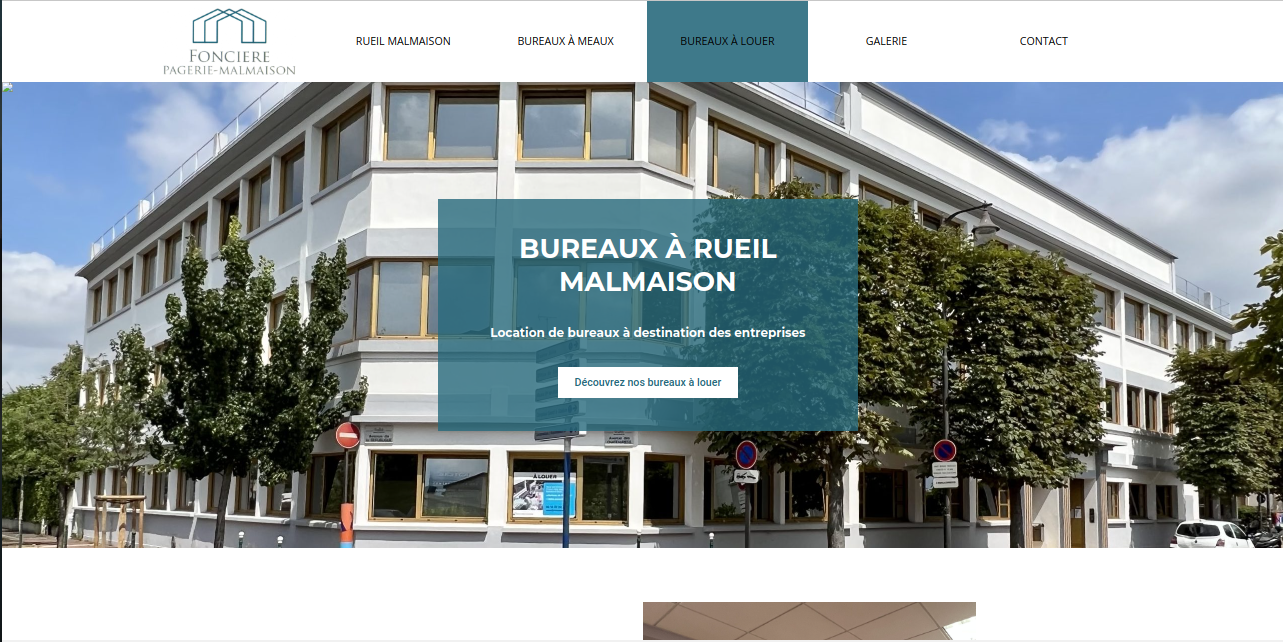 FONCIERE
PAGERIE-MALMAISON
RUEIL MALMAISON
BUREAUX À MEAUX
BUREAUX À LOUER
GALERIE
CONTACT
BUREAUX À RUEIL
MALMAISON
Location de bureaux à destination des entreprises
Découvrez nos bureaux à louer
À LOUER